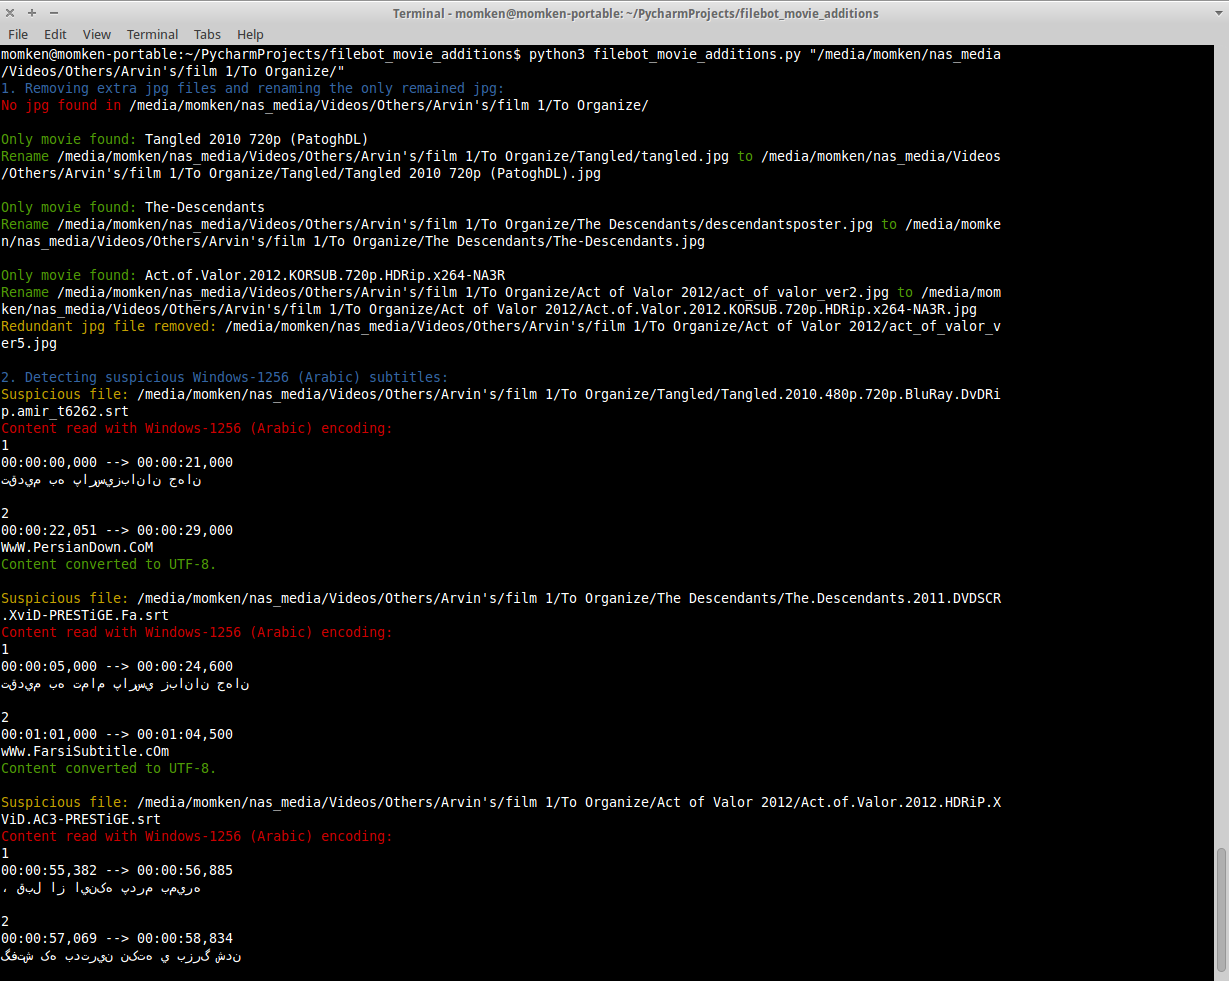 Terminal - momken@momken-portable: ~/PycharmProjects/filebot_movie_additions
File Edit View Terminal Tabs Help
momken@momken-portable:~/PycharmProjects/filebot_movie_additions$ python3 filebot_movie_additions.py "/media/momken/nas_media
/Videos/Others/Arvin's/film 1/To Organize/"
1. Removing extra jpg files and renaming the only remained jpg:
No jpg found in /media/momken/nas_media/Videos/Others/Arvin's/film 1/To Organize/
Only movie found: Tangled 2010 720p (PatoghDL)
Rename /media/momken/nas_media/Videos/Others/Arvin's/film 1/To Organize/Tangled/tangled.jpg to /media/momken/nas_media/Videos
/Others/Arvin's/film 1/To Organize/Tangled/Tangled 2010 720p (PatoghDL).jpg
Only movie found: The-Descendants
Rename /media/momken/nas_media/Videos/Others/Arvin's/film 1/To Organize/The Descendants/descendantsposter.jpg to /media/momke
n/nas_media/Videos/Others/Arvin's/film 1/To Organize/The Descendants/The-Descendants.jpg
Only movie found: Act.of.Valor.2012.KORSUB.720p.HDRip.x264-NA3R
Rename /media/momken/nas_media/Videos/Others/Arvin's/film 1/To Organize/Act of Valor 2012/act_of_valor_ver2.jpg to /media/mom
ken/nas_media/Videos/Others/Arvin's/film 1/To Organize/Act of Valor 2012/Act.of.Valor.2012.KORSUB.720p.HDRip.x264-NA3R.jpg
Redundant jpg file removed: /media/momken/nas_media/Videos/Others/Arvin's/film 1/To Organize/Act of Valor 2012/act_of_valor_v
er5.jpg
2. Detecting suspicious Windows-1256 (Arabic) subtitles:
Suspicious file: /media/momken/nas_media/Videos/Others/Arvin's/film 1/To Organize/Tangled/Tangled.2010.480p.720p.BluRay.DvDRi
p.amir_t6262.srt
Content read with Windows-1256 (Arabic) encoding:
1
00:00:00,000 --> 00:00:21,000
تقديم به پارسيزبانان جهان
2
00:00:22,051 --> 00:00:29,000
WwW.PersianDown.CoM
Content converted to UTF-8.
Suspicious file: /media/momken/nas_media/Videos/Others/Arvin's/film 1/To Organize/The Descendants/The.Descendants.2011.DVDSCR
.XviD-PRESTiGE.Fa.srt
Content read with Windows-1256 (Arabic) encoding:
1
00:00:05,000 --> 00:00:24,600
تقديم به تمام پارسي زبانان جهان
2
00:01:01,000 --> 00:01:04,500
wWw.FarsiSubtitle.cOm
Content converted to UTF-8.
Suspicious file: /media/momken/nas_media/Videos/Others/Arvin's/film 1/To Organize/Act of Valor 2012/Act.of.Valor.2012.HDRiP.X
ViD.AC3-PRESTiGE.srt
Content read with Windows-1256 (Arabic) encoding:
1
00:00:55,382 --> 00:00:56,885
، قبل از اينکه پدرم بميره
2
00:00:57,069 --> 00:00:58,834
گفتش که بدترين نکته ي بزرگ شدن